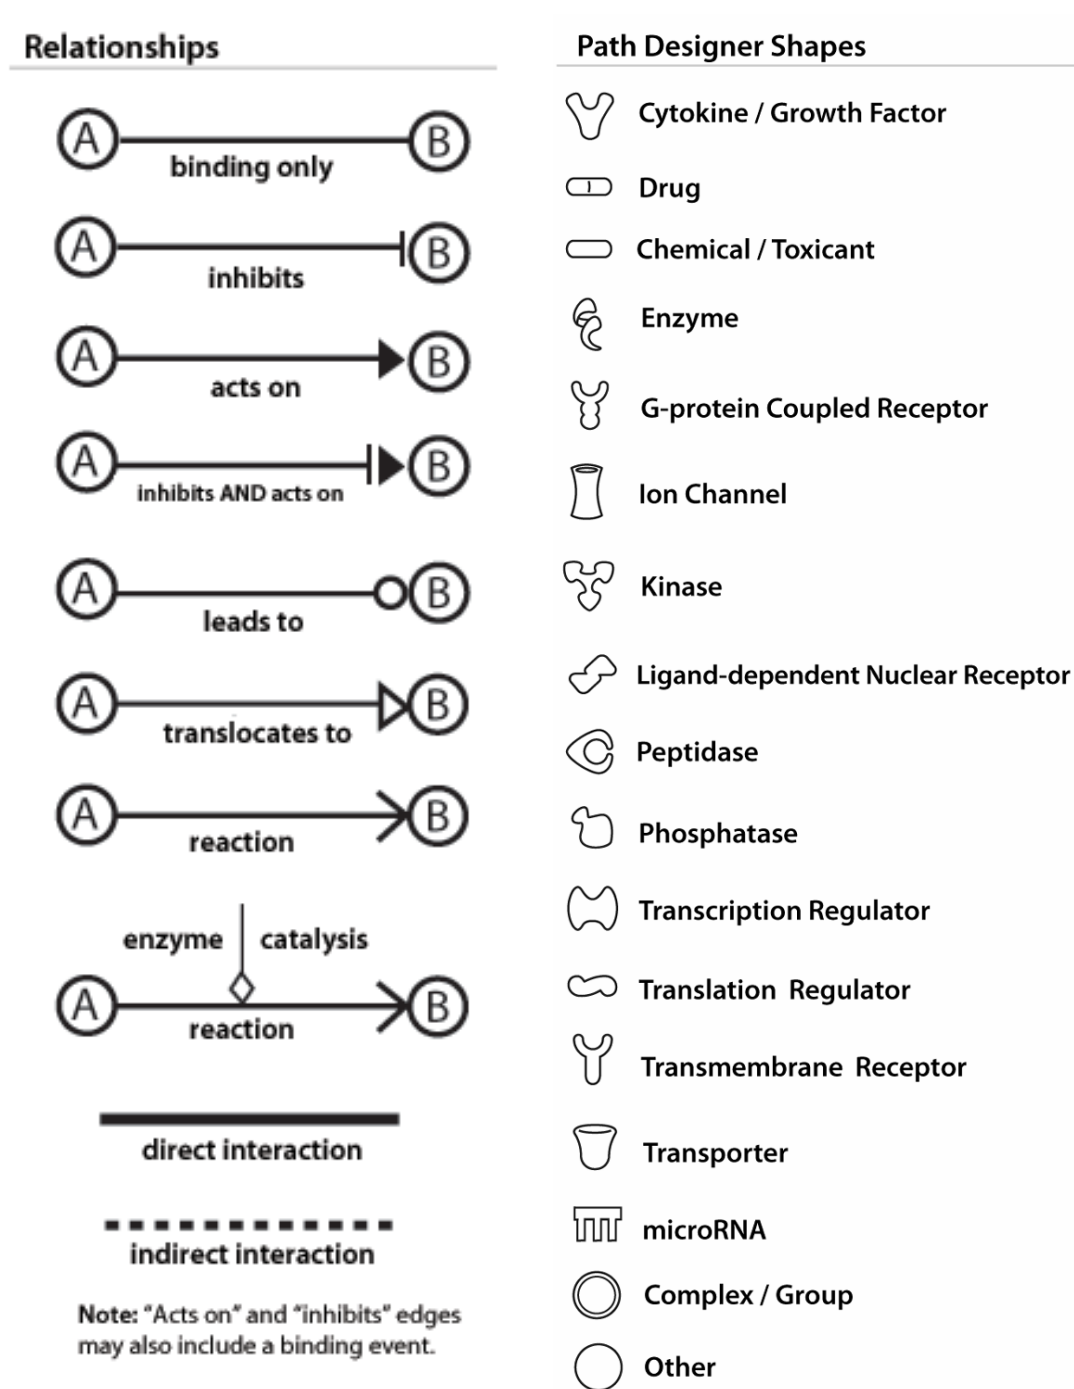 Relationships
A B
binding only
A B
inhibits
A B
acts on
A B
inhibits AND acts on
A B
leads to
A B
translocates to
A B
reaction
enzyme catalysis
A B
reaction
direct interaction
indirect interaction
Note: “Acts on” and “inhibits” edges
may also include a binding event.
Path Designer Shapes
Cytokine / Growth Factor
Drug
Chemical / Toxicant
Enzyme
G-protein Coupled Receptor
Ion Channel
Kinase
Ligand-dependent Nuclear Receptor
Peptidase
Phosphatase
Transcription Regulator
Translation Regulator
Transmembrane Receptor
Transporter
microRNA
Complex / Group
Other